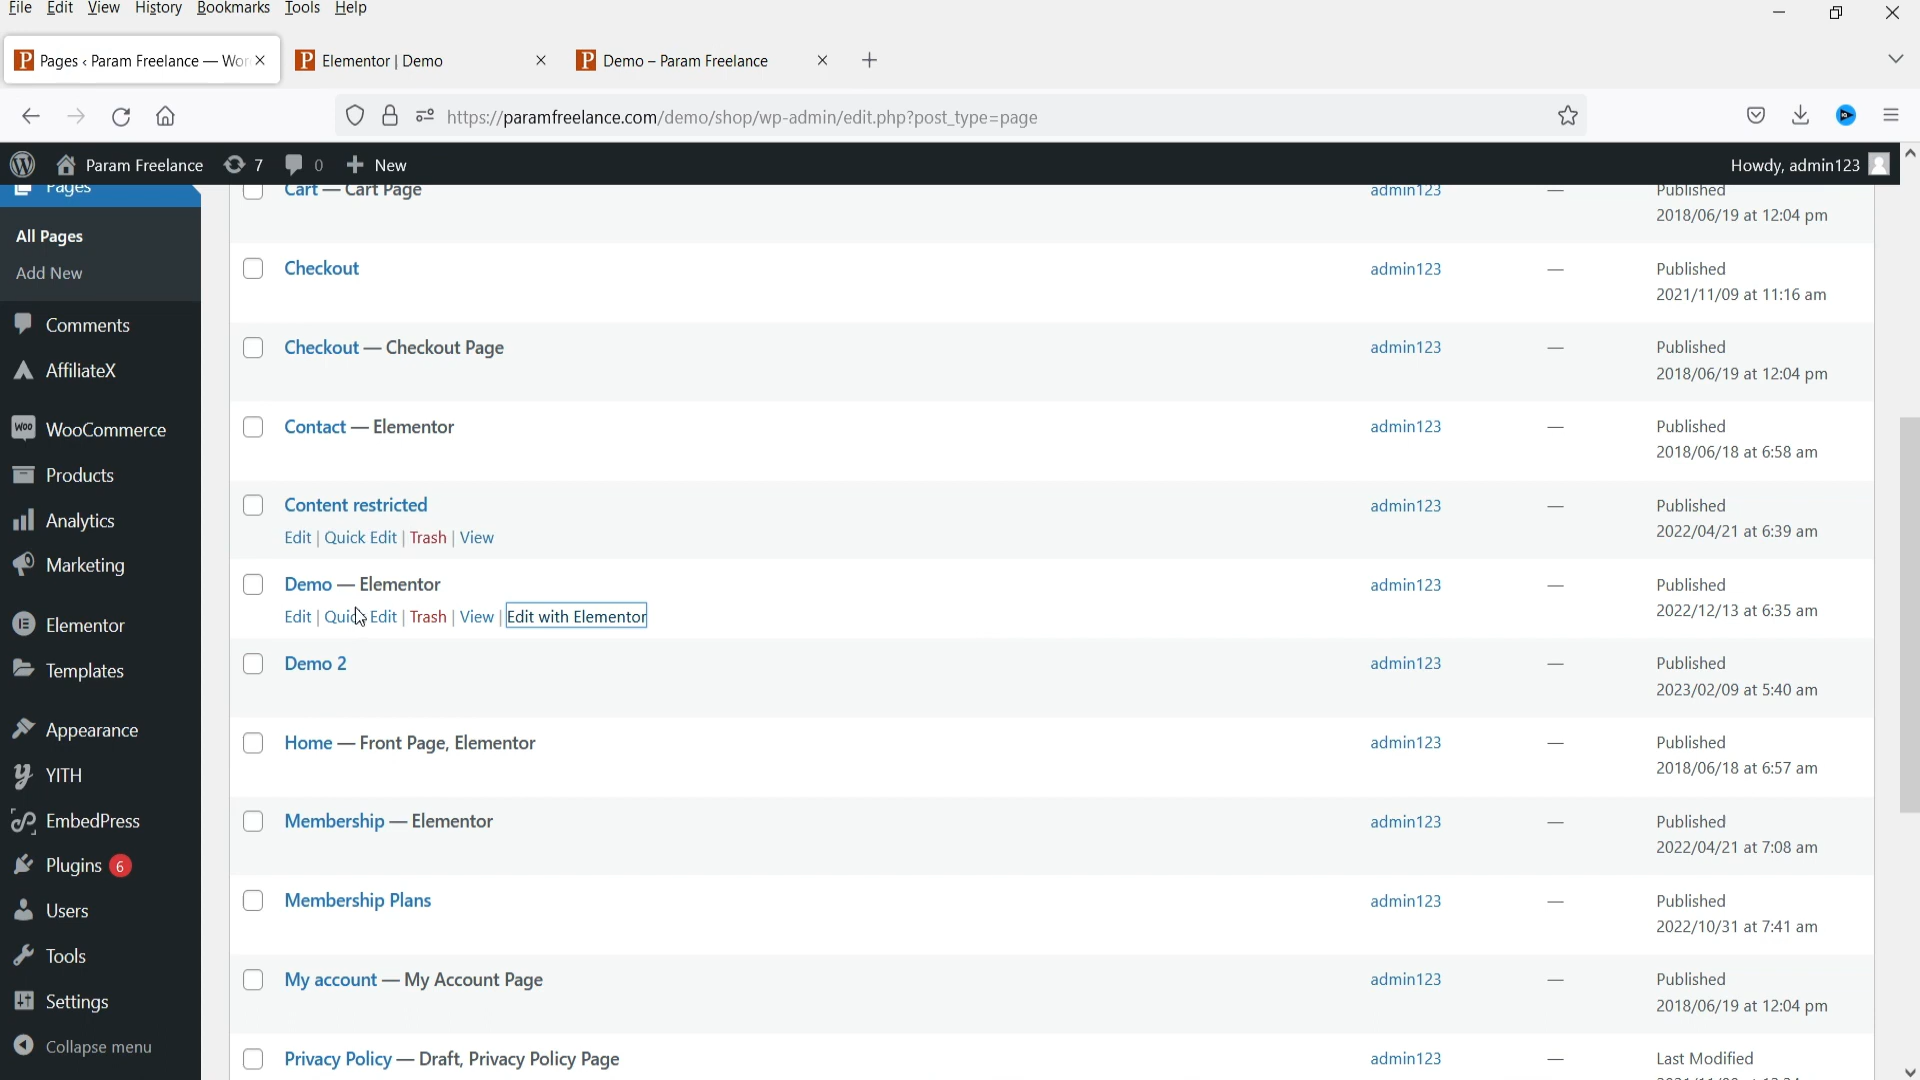 File Edit View History Bookmarks Tools Help
Pages ‹ Param Freelance — Wor
Elementor | Demo
Demo – Param Freelance
https://paramfreelance.com/demo/shop/wp-admin/edit.php?post_type=page
Param Freelance 7 0 New
Howdy, admin123
Pages
All Pages
Add New
Comments
AffiliateX
WooCommerce
Products
Analytics
Marketing
Elementor
Templates
Appearance
YITH
EmbedPress
Plugins 6
Users
Tools
Settings
Collapse menu
Cart — Cart Page admin123 — Published
2018/06/19 at 12:04 pm
Checkout admin123 — Published
2021/11/09 at 11:16 am
Checkout — Checkout Page admin123 — Published
2018/06/19 at 12:04 pm
Contact — Elementor admin123 — Published
2018/06/18 at 6:58 am
Content restricted admin123 — Published
Edit | Quick Edit | Trash | View 2022/04/21 at 6:39 am
Demo — Elementor admin123 — Published
Edit | Quick Edit | Trash | View | Edit with Elementor 2022/12/13 at 6:35 am
Demo 2 admin123 — Published
2023/02/09 at 5:40 am
Home — Front Page, Elementor admin123 — Published
2018/06/18 at 6:57 am
Membership — Elementor admin123 — Published
2022/04/21 at 7:08 am
Membership Plans admin123 — Published
2022/10/31 at 7:41 am
My account — My Account Page admin123 — Published
2018/06/19 at 12:04 pm
Privacy Policy — Draft, Privacy Policy Page admin123 — Last Modified